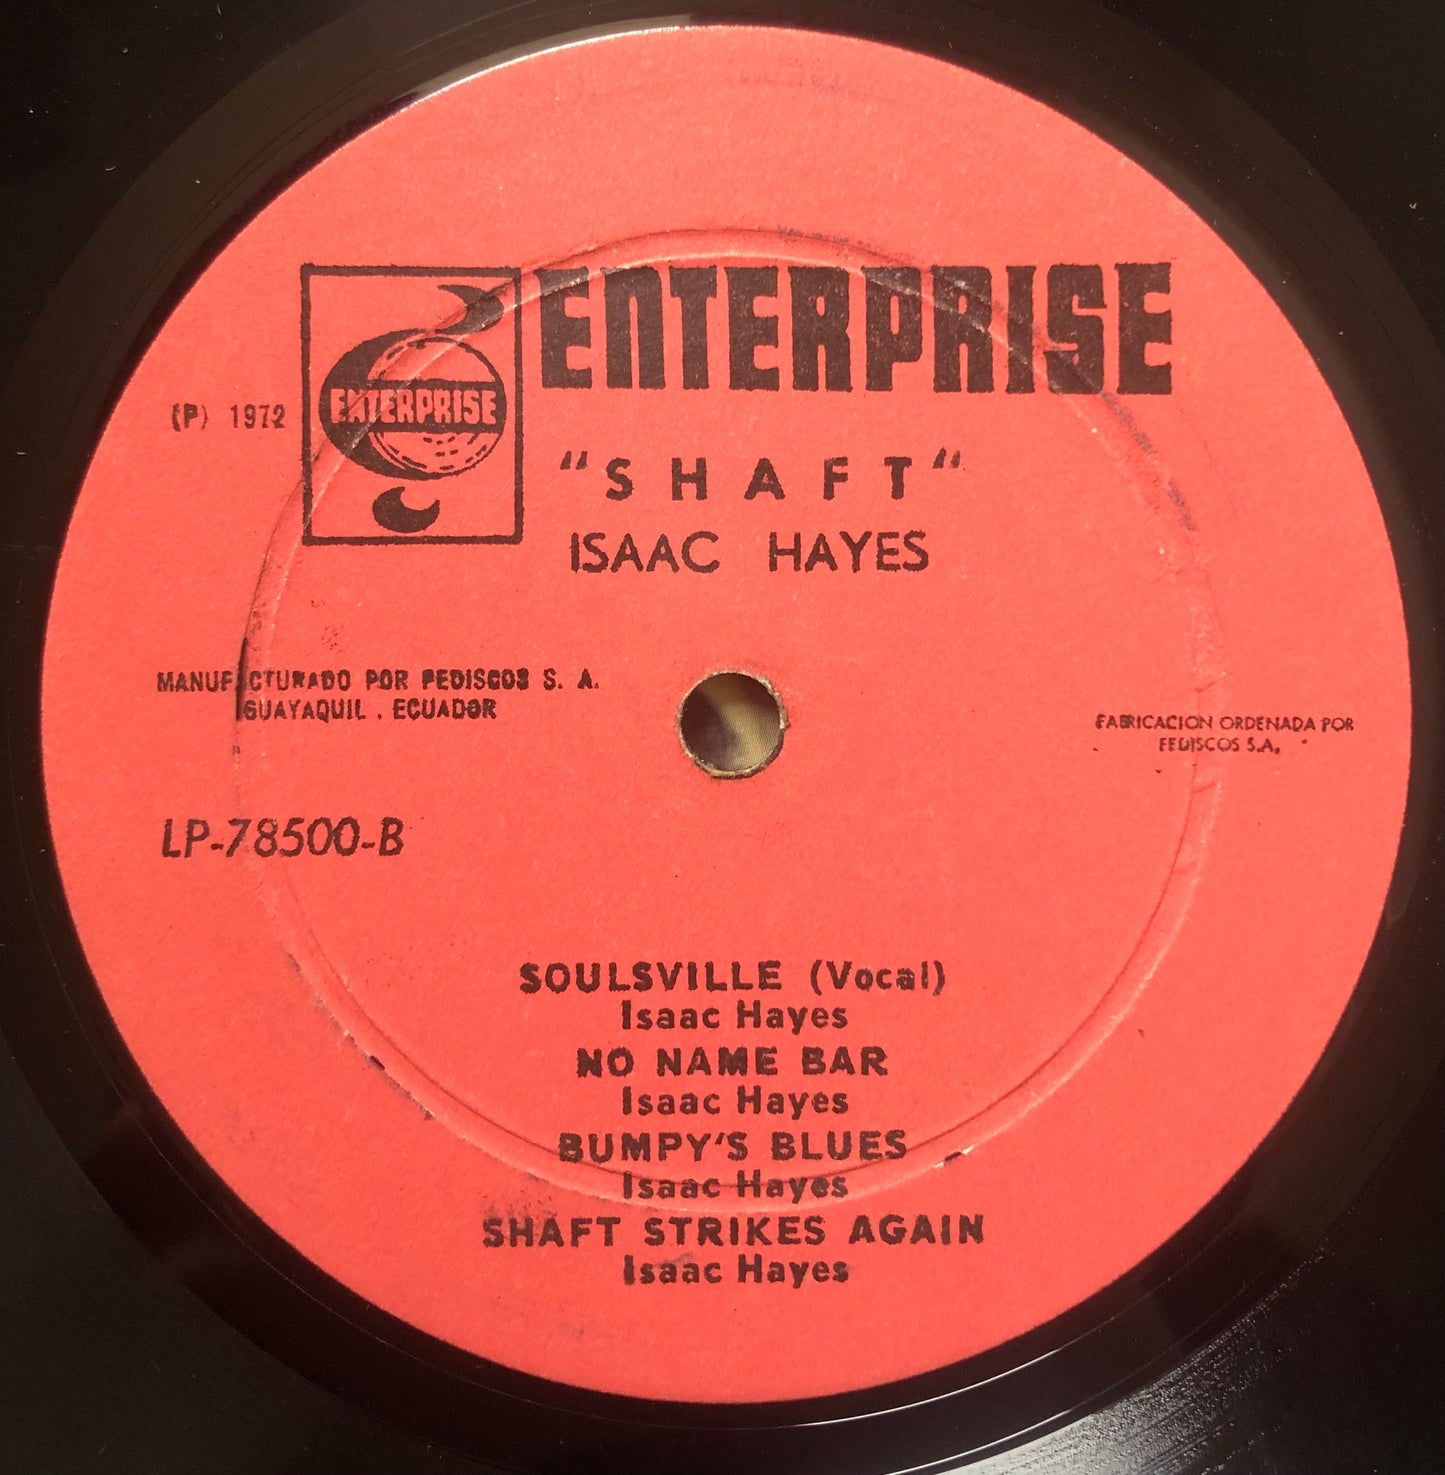 ENTERPRISE
ENTERPRISE
(P) 1972
"SHAFT"
ISAAC HAYES
MANUFACTURADO POR FEDISCOS S. A.
GUAYAQUIL . ECUADOR
FABRICACION ORDENADA POR
FEDISCOS S.A.
LP-78500-B
SOULSVILLE (Vocal)
Isaac Hayes
NO NAME BAR
Isaac Hayes
BUMPY'S BLUES
Isaac Hayes
SHAFT STRIKES AGAIN
Isaac Hayes